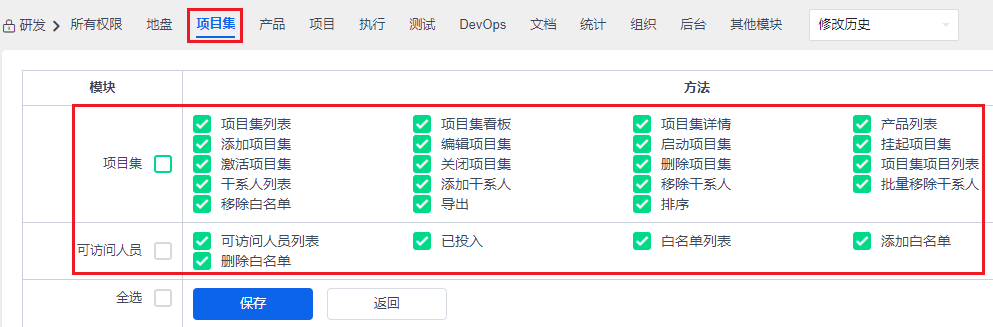 研发 所有权限 地盘 项目集 产品 项目 执行 测试 DevOps 文档 统计 组织 后台 其他模块 修改历史
模块 方法
项目集列表 项目集看板 项目集详情 产品列表
添加项目集 编辑项目集 启动项目集 挂起项目集
项目集 激活项目集 关闭项目集 删除项目集 项目集项目列表
干系人列表 添加干系人 移除干系人 批量移除干系人
移除白名单 导出 排序
可访问人员 可访问人员列表 已投入 白名单列表 添加白名单
删除白名单
全选 保存 返回